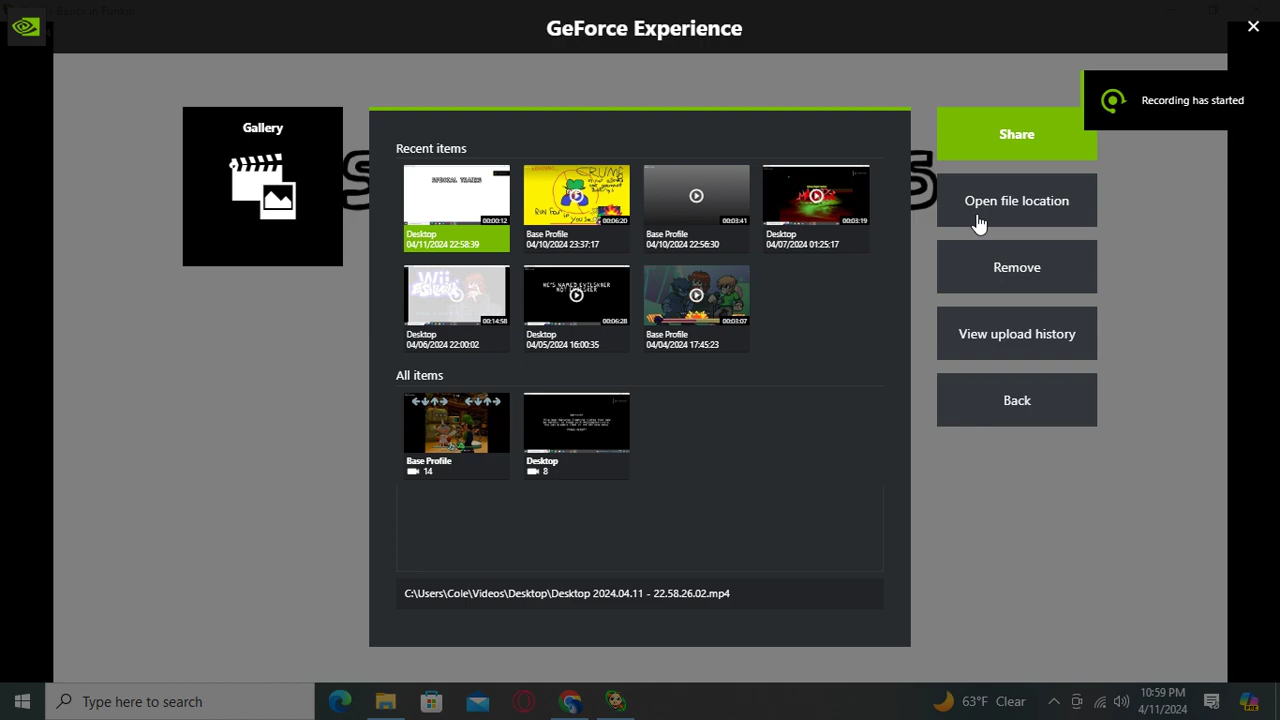 GeForce Experience
Recording has started
Gallery
Recent items
SPECIAL THANKS
00:00:12
Desktop
04/11/2024 22:58:39
CRUMB
00:06:20
Base Profile
04/10/2024 23:37:17
00:03:41
Base Profile
04/10/2024 22:56:30
00:03:19
Desktop
04/07/2024 01:25:17
Wii
00:14:58
Desktop
04/06/2024 22:00:02
00:06:28
Desktop
04/05/2024 16:00:35
00:03:07
Base Profile
04/04/2024 17:45:23
All items
Base Profile
14
Desktop
8
C:\Users\Cole\Videos\Desktop\Desktop 2024.04.11 - 22.58.26.02.mp4
Share
Open file location
Remove
View upload history
Back
Type here to search
63°F Clear
10:59 PM
4/11/2024
PRE